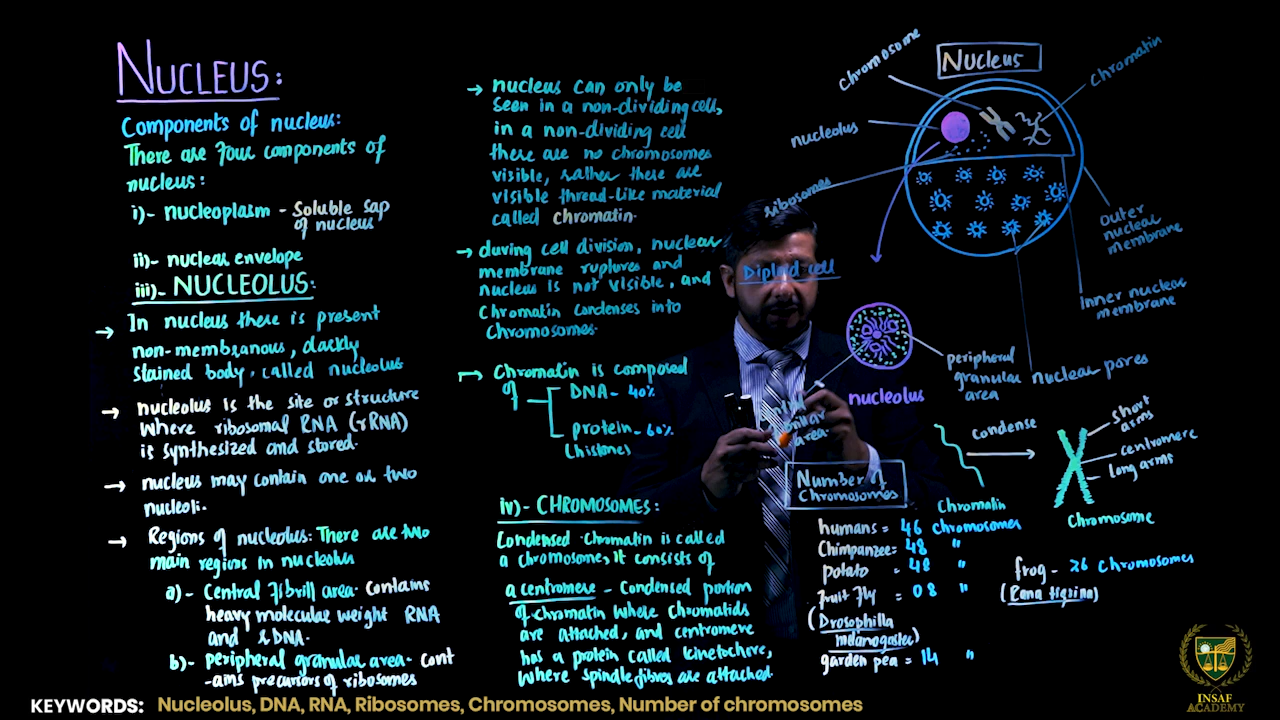 NUCLEUS:
Components of nucleus:
There are four components of
nucleus:
i)- nucleoplasm - Soluble sap
of nucleus
ii)- nuclear envelope
iii)- NUCLEOLUS:
→ In nucleus there is present
non-membranous, darkly
stained body, called nucleolus
→ nucleolus is the site or structure
where ribosomal RNA (rRNA)
is synthesized and stored.
→ nucleus may contain one or two
nucleoli.
→ Regions of nucleolus: There are two
main regions in nucleolus
a)- Central fibrill area- Contains
heavy molecular weight RNA
and rDNA.
b)- peripheral granular area- Cont
-ains precursors of ribosomes
→ nucleus can only be
seen in a non-dividing cell,
in a non-dividing cell
there are no chromosomes
visible, rather there are
visible thread-like material
called chromatin.
→ during cell division, nuclear
membrane ruptures and
nucleus is not visible, and
Chromatin condenses into
Chromosomes.
→ Chromatin is composed
of
DNA- 40%
protein- 60%
Chistones
iv)- CHROMOSOMES:
Condensed Chromatin is called
a chromosome, it consists of
a centromere - Condensed portion
of chromatin where Chromatids
are attached, and centromere
has a protein called kinetochore,
where spindle fibres are attached.
Nucleus
chromosome
chromatin
nucleolus
ribosomes
outer
nuclear
membrane
Inner nuclear
membrane
nuclear pores
Diploid cell
peripheral
granular
area
nucleolus
area.
Condense
Chromatin
short
arms
centromere
long arms
Chromosome
Number of
Chromosomes
humans = 46 Chromosomes
Chimpanzee= 48 "
potato = 48 "
fruit fly = 08 "
(Drosophilla
melanogaster)
garden pea = 14 "
frog - 26 Chromosomes
(Rana tigrina)
KEYWORDS: Nucleolus, DNA, RNA, Ribosomes, Chromosomes, Number of chromosomes
INSAF
ACADEMY